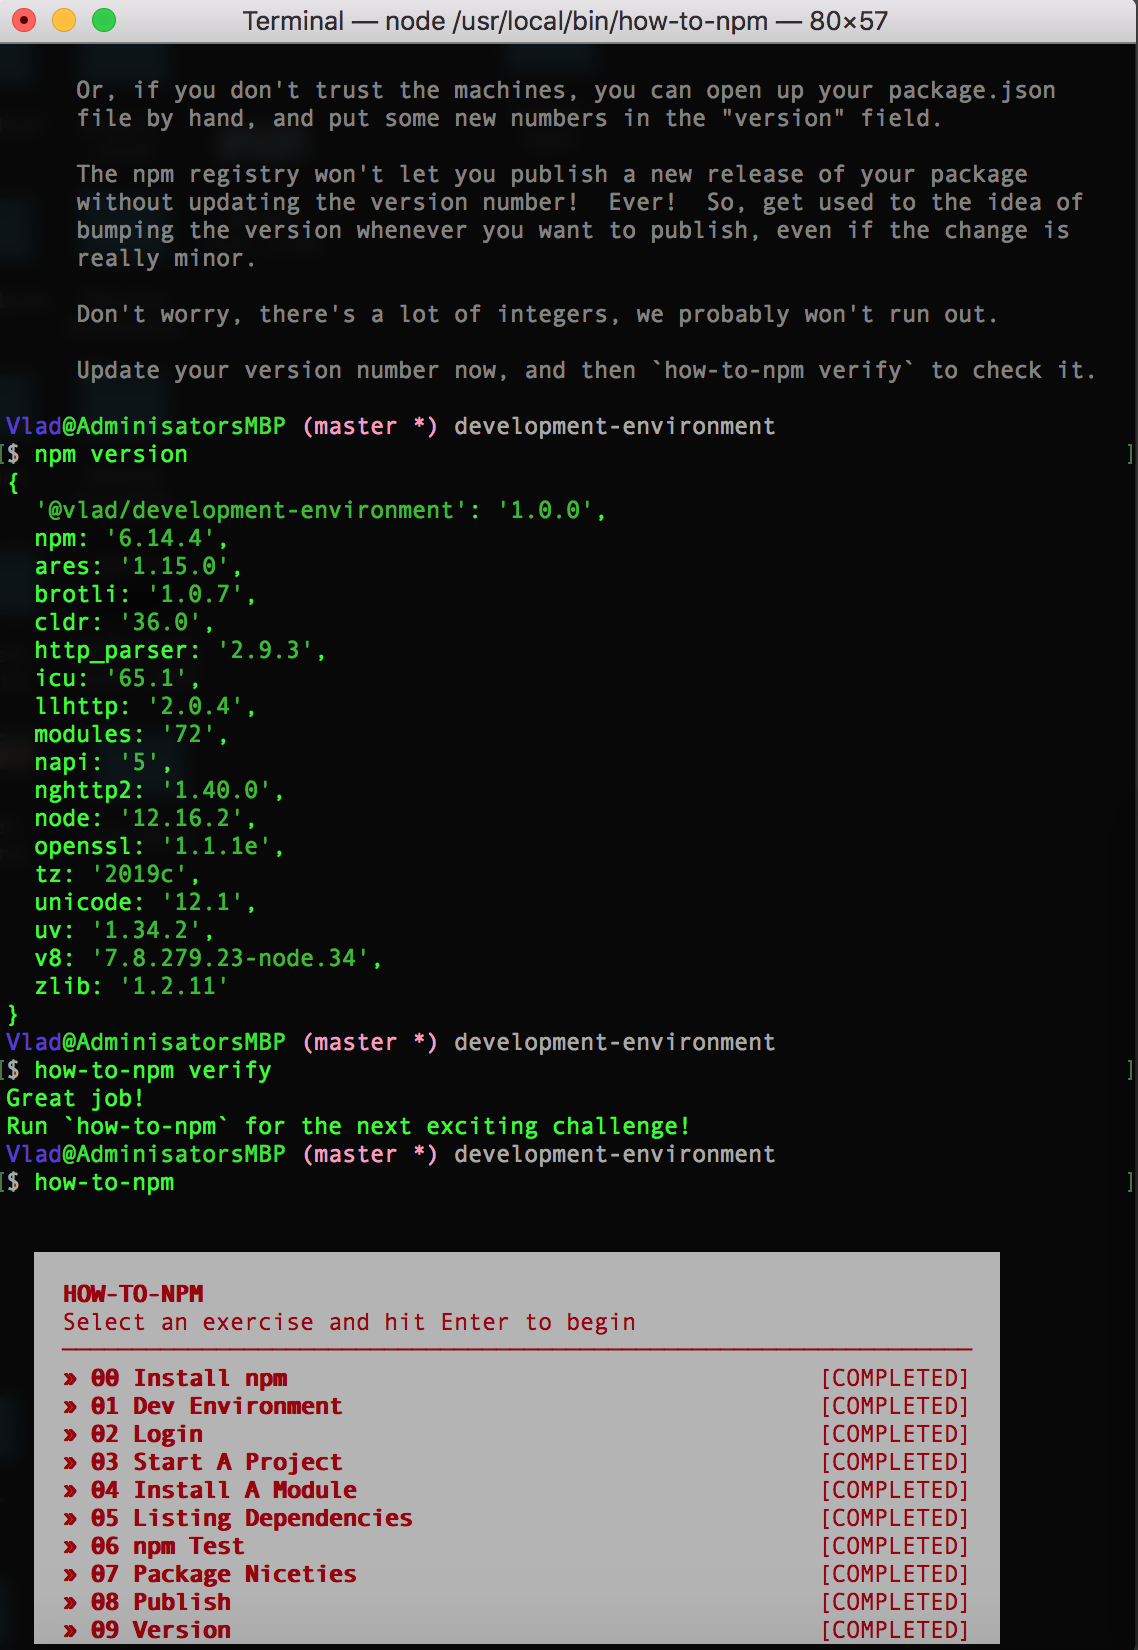 Terminal — node /usr/local/bin/how-to-npm — 80×57
Or, if you don't trust the machines, you can open up your package.json
file by hand, and put some new numbers in the "version" field.
The npm registry won't let you publish a new release of your package
without updating the version number!  Ever!  So, get used to the idea of
bumping the version whenever you want to publish, even if the change is
really minor.
Don't worry, there's a lot of integers, we probably won't run out.
Update your version number now, and then `how-to-npm verify` to check it.
Vlad@AdminisatorsMBP (master *) development-environment
[$ npm version ]
{
'@vlad/development-environment': '1.0.0',
npm: '6.14.4',
ares: '1.15.0',
brotli: '1.0.7',
cldr: '36.0',
http_parser: '2.9.3',
icu: '65.1',
llhttp: '2.0.4',
modules: '72',
napi: '5',
nghttp2: '1.40.0',
node: '12.16.2',
openssl: '1.1.1e',
tz: '2019c',
unicode: '12.1',
uv: '1.34.2',
v8: '7.8.279.23-node.34',
zlib: '1.2.11'
}
Vlad@AdminisatorsMBP (master *) development-environment
[$ how-to-npm verify ]
Great job!
Run `how-to-npm` for the next exciting challenge!
Vlad@AdminisatorsMBP (master *) development-environment
[$ how-to-npm ]
HOW-TO-NPM
Select an exercise and hit Enter to begin
» 00 Install npm [COMPLETED]
» 01 Dev Environment [COMPLETED]
» 02 Login [COMPLETED]
» 03 Start A Project [COMPLETED]
» 04 Install A Module [COMPLETED]
» 05 Listing Dependencies [COMPLETED]
» 06 npm Test [COMPLETED]
» 07 Package Niceties [COMPLETED]
» 08 Publish [COMPLETED]
» 09 Version [COMPLETED]